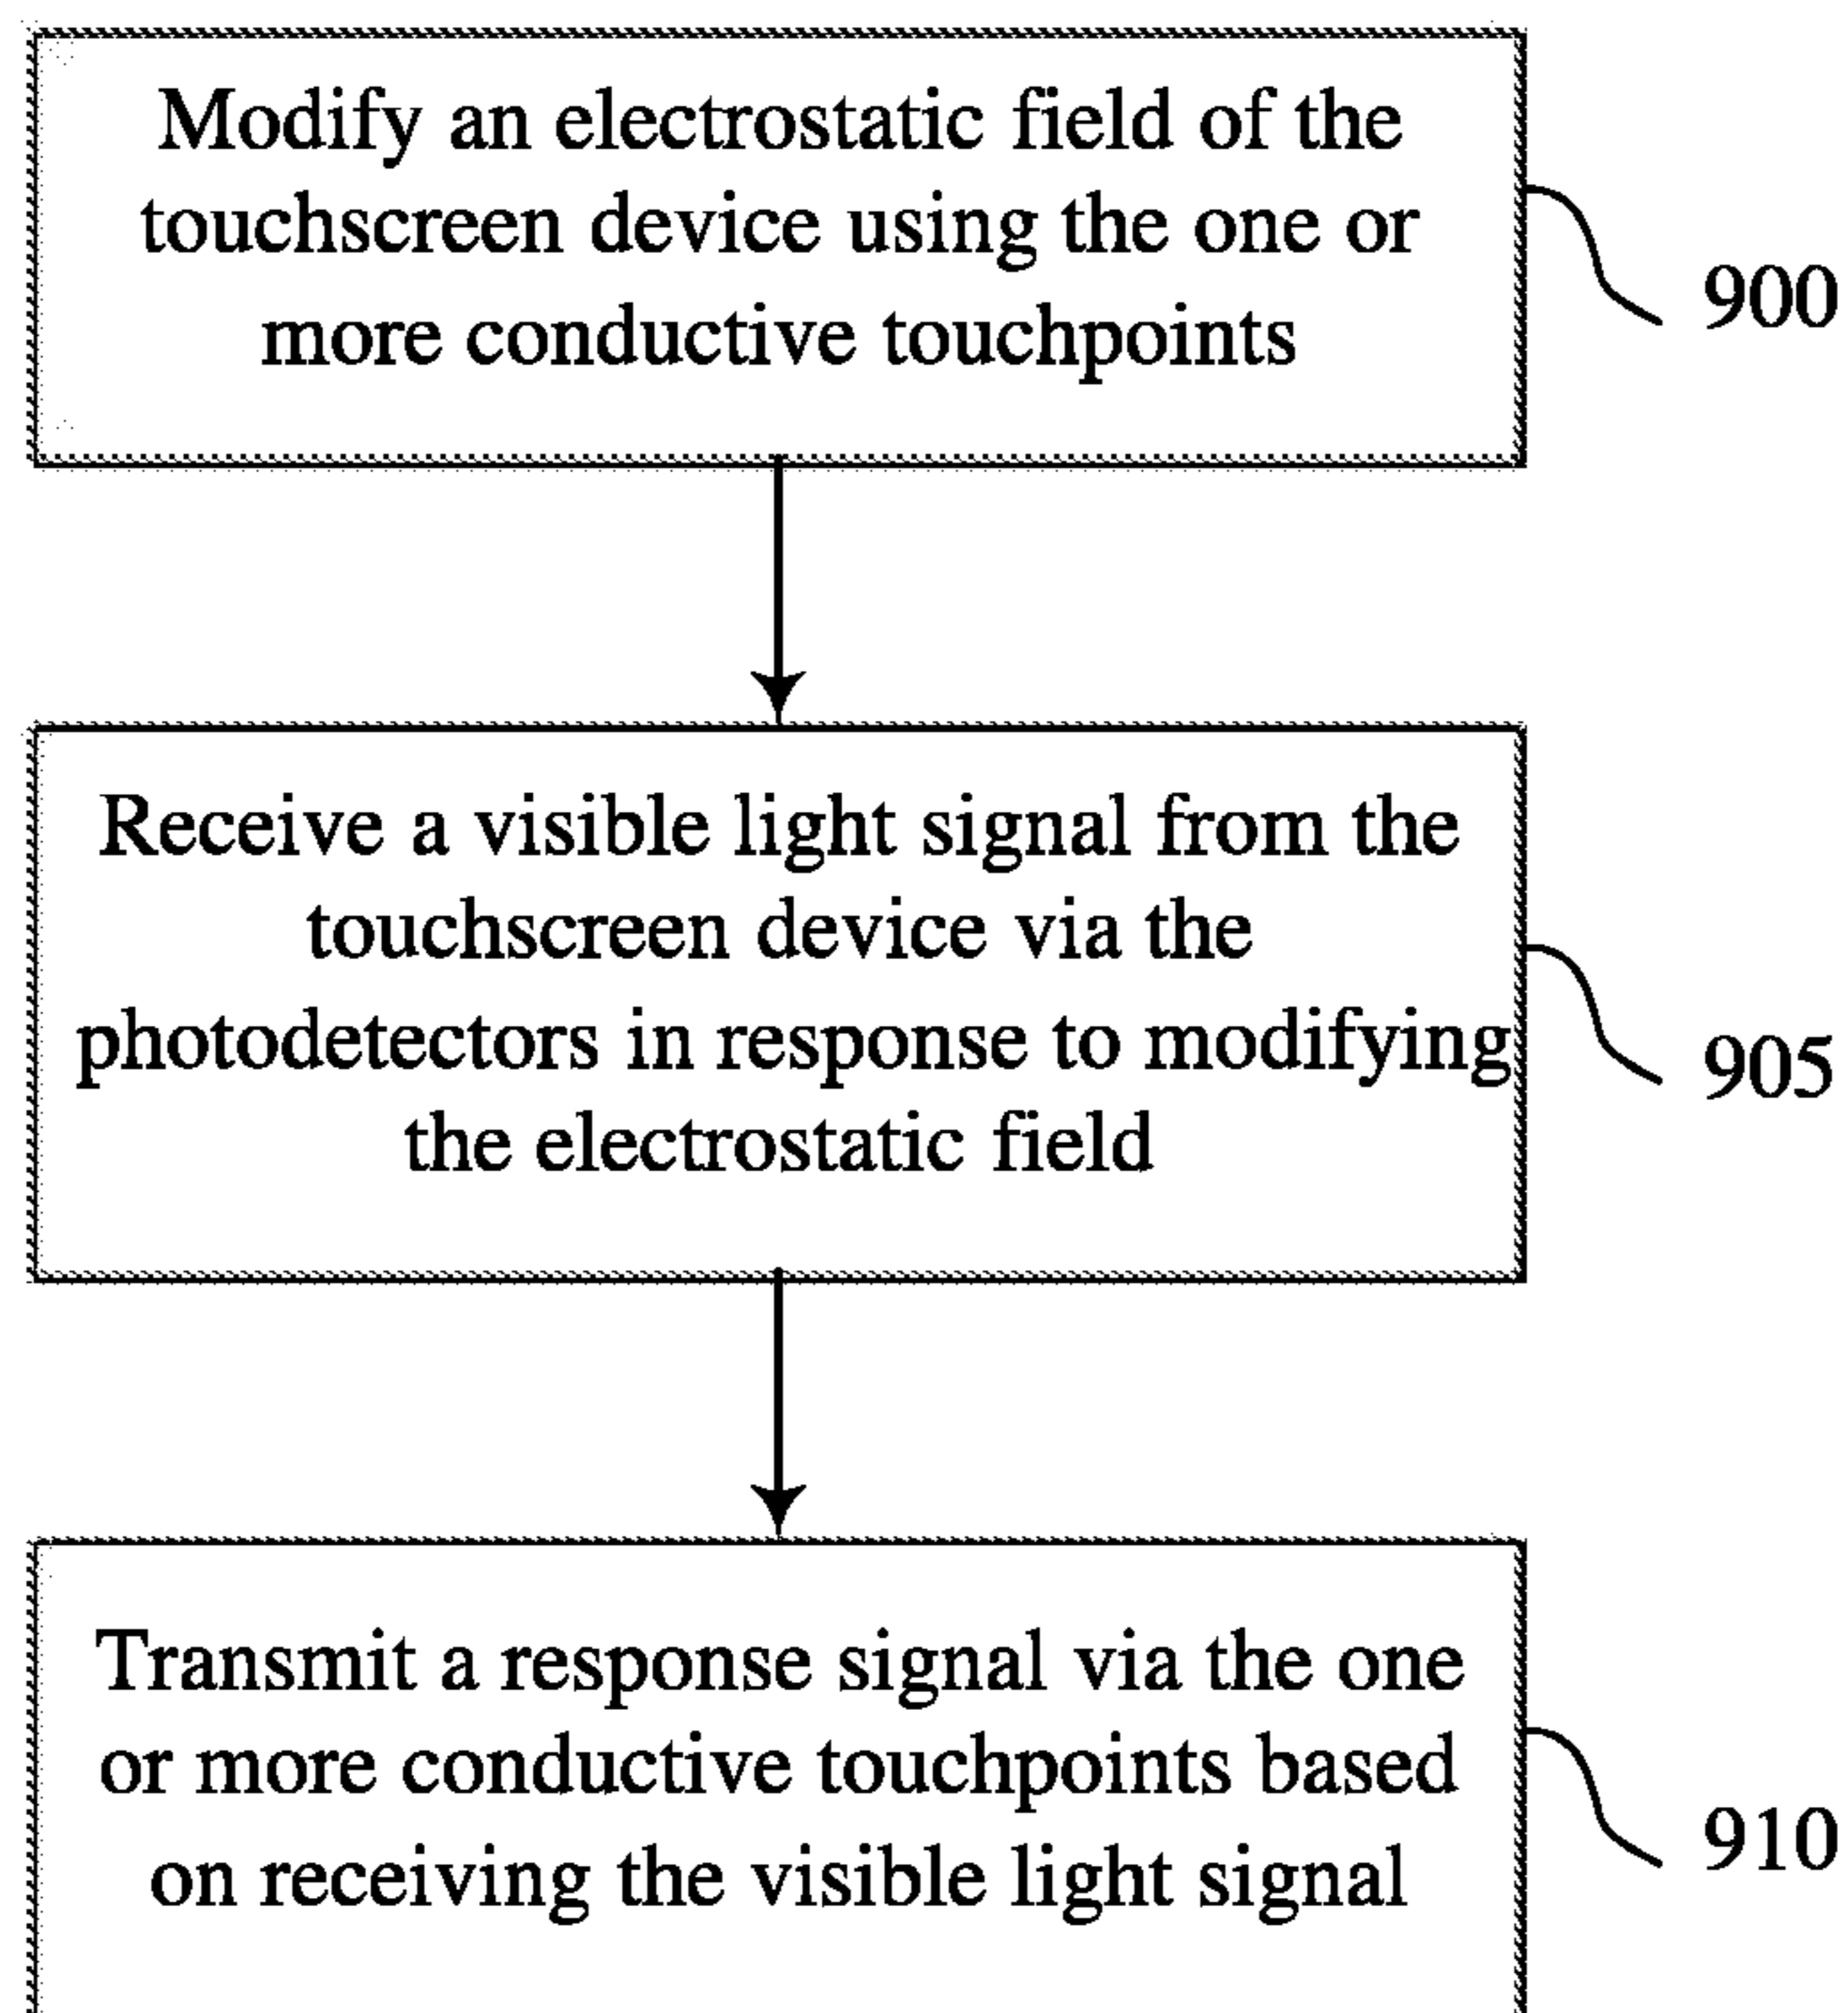 Modify an electrostatic field of the
touchscreen device using the one or
more conductive touchpoints
900
Receive a visible light signal from the
touchscreen device via the
photodetectors in response to modifying
the electrostatic field
905
Transmit a response signal via the one
or more conductive touchpoints based
on receiving the visible light signal
910